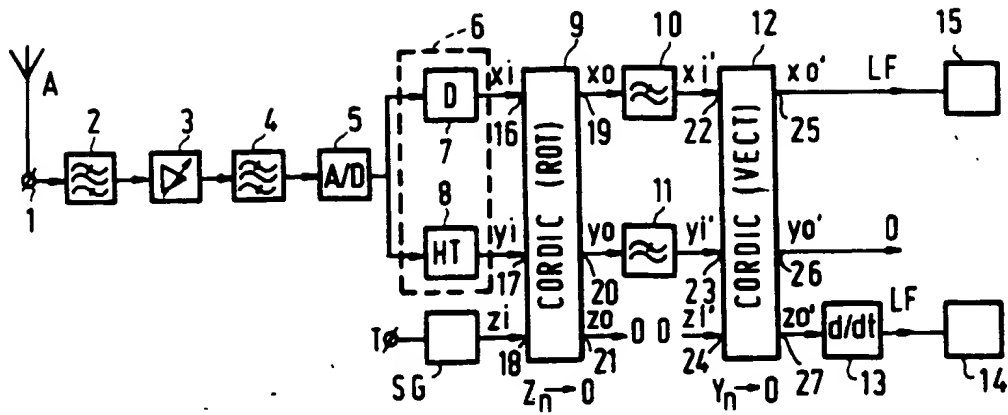 6 9 10 12 15
A xi xo xi' xo' LF
2 3 4 5 D
7 16 19 22 25
A/D
1 8 CORDIC (ROT) 11 CORDIC (VECT)
HT yi yo yi' yo' 0
17 20 23 26
T zi zo 0 0 zi' zo' d/dt LF
SG 18 21 24 27 13 14
Zn→0 Yn→0